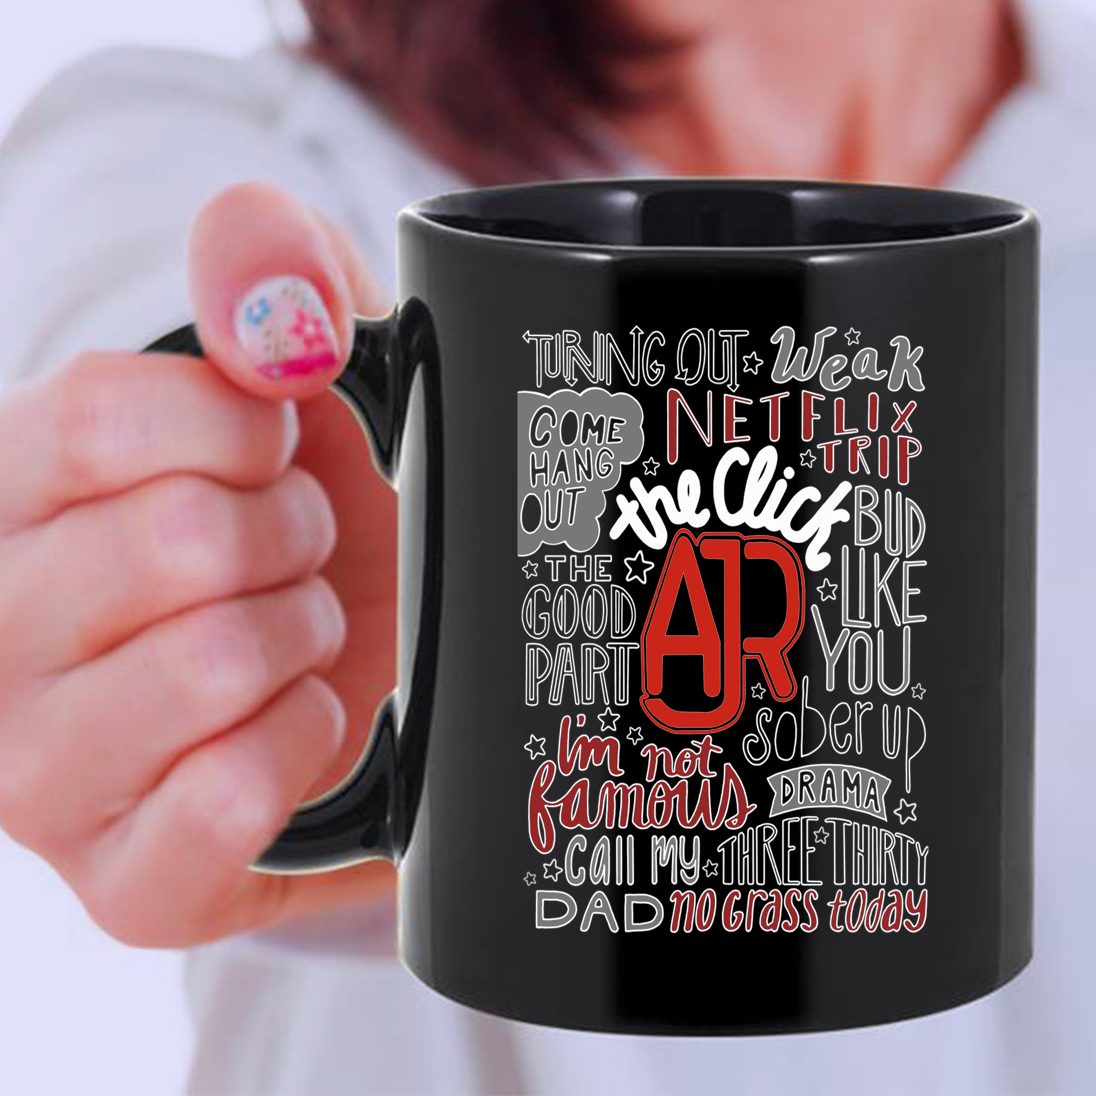 TURNING OUT
Weak
COME
HANG
OUT
NETFLIX
TRIP
the Click
AJR
BUD
LIKE
YOU
THE
GOOD
PART
sober up
I'm not
famous
DRAMA
Call my
DAD
THREE THIRTY
no Grass today